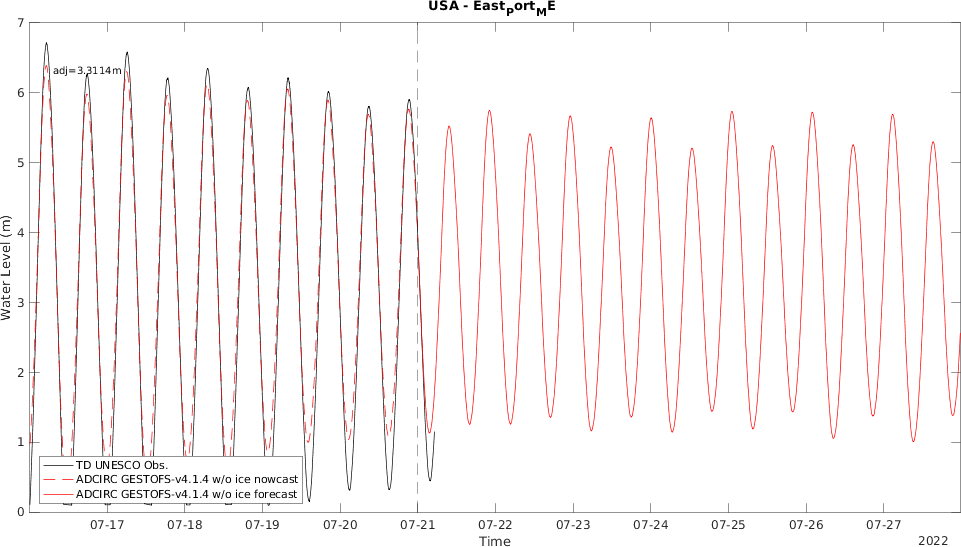 USA - EastPortME
7
adj=3.3114m
6
5
4
3
2
1
0
Water Level (m)
TD UNESCO Obs.
ADCIRC GESTOFS-v4.1.4 w/o ice nowcast
ADCIRC GESTOFS-v4.1.4 w/o ice forecast
07-17 07-18 07-19 07-20 07-21 07-22 07-23 07-24 07-25 07-26 07-27
Time
2022